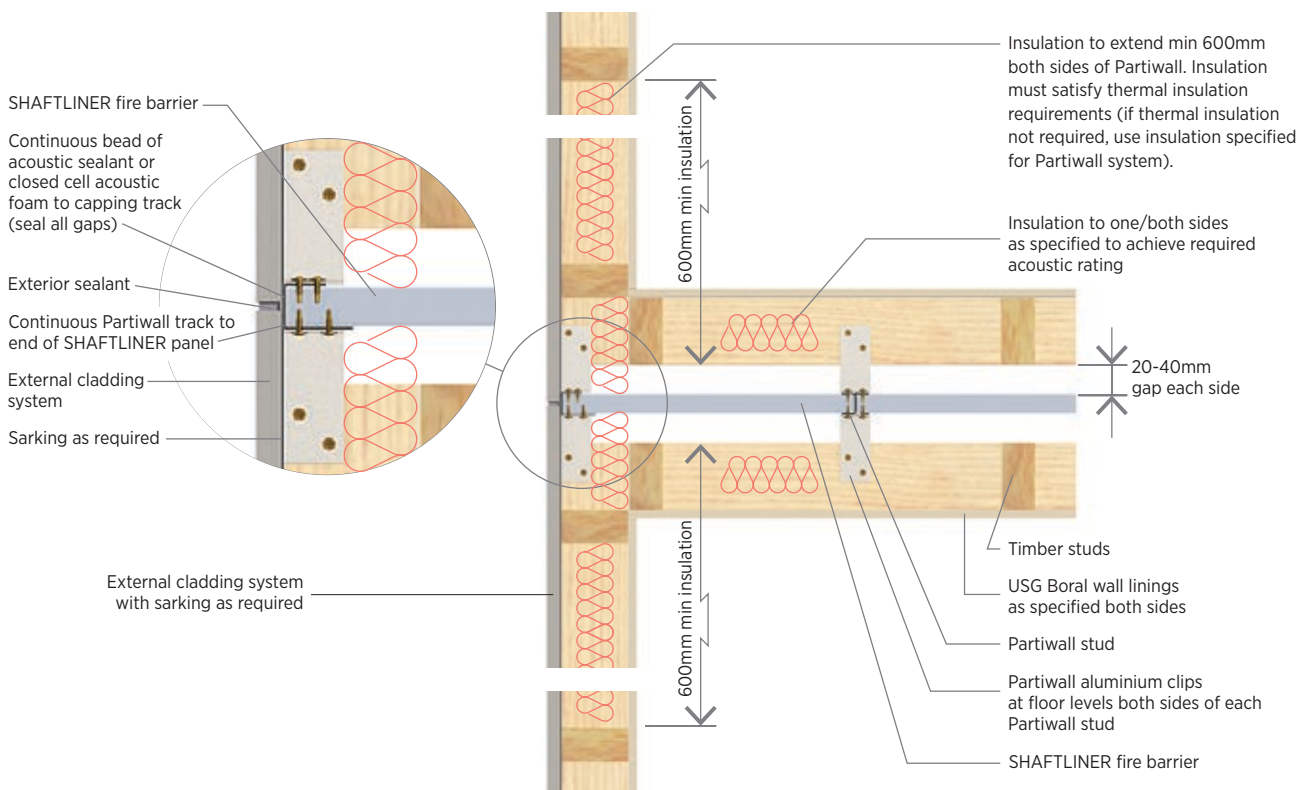 SHAFTLINER fire barrier
Continuous bead of
acoustic sealant or
closed cell acoustic
foam to capping track
(seal all gaps)
Exterior sealant
Continuous Partiwall track to
end of SHAFTLINER panel
External cladding
system
Sarking as required
External cladding system
with sarking as required
600mm min insulation
600mm min insulation
Insulation to extend min 600mm
both sides of Partiwall. Insulation
must satisfy thermal insulation
requirements (if thermal insulation
not required, use insulation specified
for Partiwall system).
Insulation to one/both sides
as specified to achieve required
acoustic rating
20-40mm
gap each side
Timber studs
USG Boral wall linings
as specified both sides
Partiwall stud
Partiwall aluminium clips
at floor levels both sides of each
Partiwall stud
SHAFTLINER fire barrier